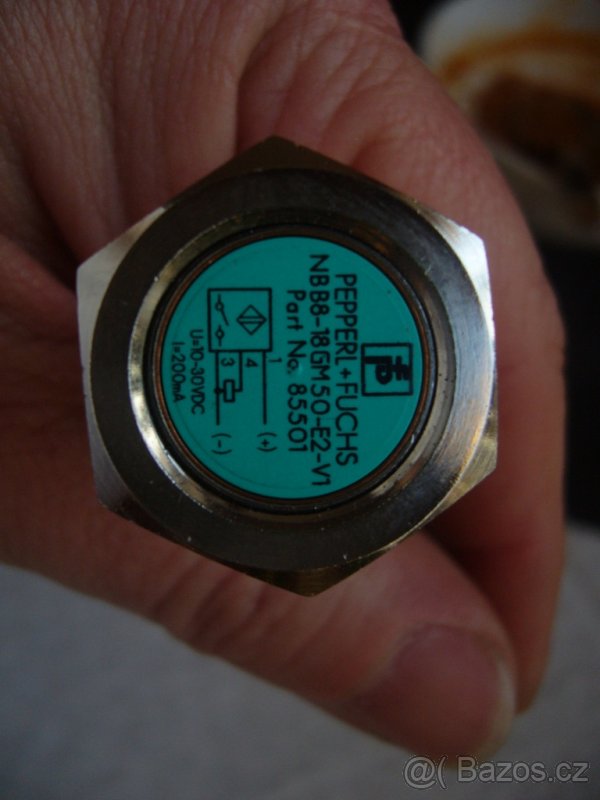 PEPPERL+FUCHS
NBB8-18GM50-E2-V1
Part No. 85501
1
4
3
(+)
(-)
U=10-30VDC
I=200mA
@( Bazos.cz